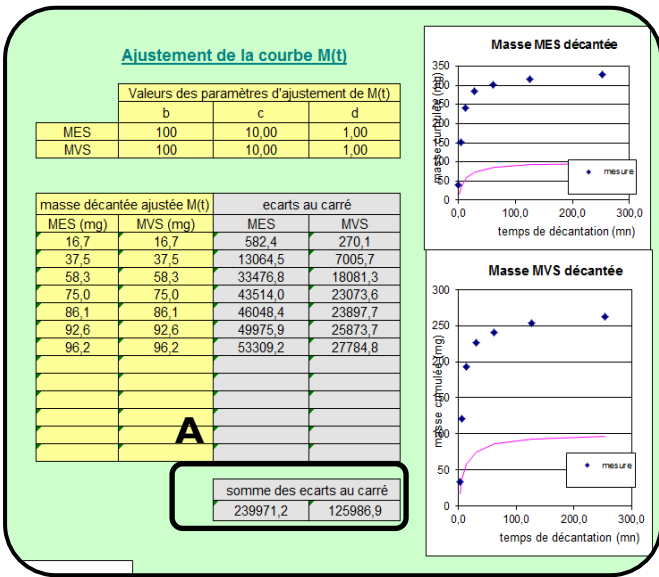 Ajustement de la courbe M(t)
Valeurs des paramètres d'ajustement de M(t)
b c d
MES 100 10,00 1,00
MVS 100 10,00 1,00
masse décantée ajustée M(t) ecarts au carré
MES (mg) MVS (mg) MES MVS
16,7 16,7 582,4 270,1
37,5 37,5 13064,5 7005,7
58,3 58,3 33476,8 18081,3
75,0 75,0 43514,0 23073,6
86,1 86,1 46048,4 23897,7
92,6 92,6 49975,9 25873,7
96,2 96,2 53309,2 27784,8
A
somme des ecarts au carré
239971,2 125986,9
Masse MES décantée
masse cumulée (mg)
350
300
250
200
150
100
50
0
mesure
0,0 100,0 200,0 300,0
temps de décantation (mn)
Masse MVS décantée
masse cumulée (mg)
300
250
200
150
100
50
0
mesure
0,0 100,0 200,0 300,0
temps de décantation (mn)